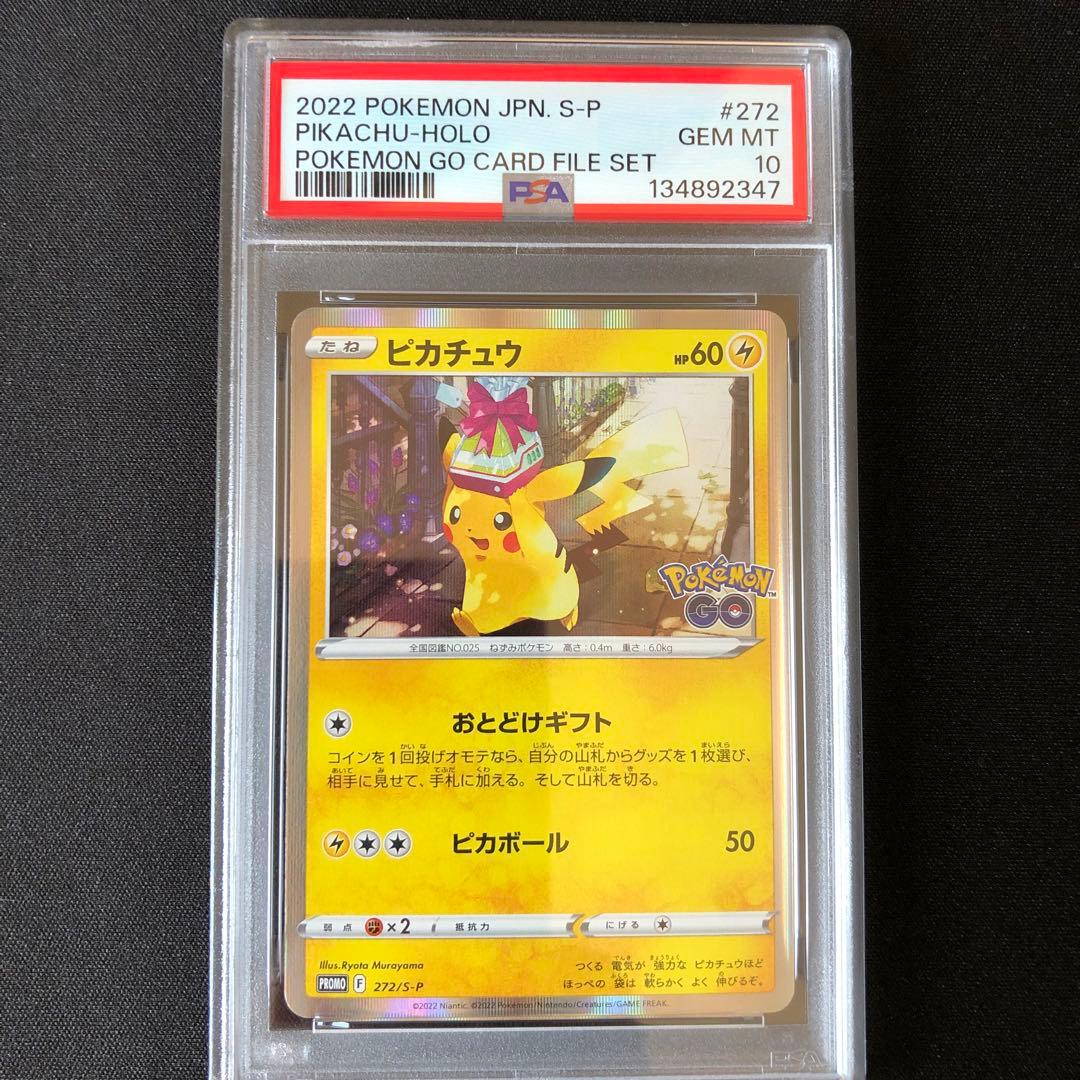 2022 POKEMON JPN. S-P #272
PIKACHU-HOLO GEM MT
POKEMON GO CARD FILE SET 10
PSA 134892347
たね ピカチュウ HP60
POKéMON™
GO
全国図鑑NO.025 ねずみポケモン 高さ:0.4m 重さ:6.0kg
おとどけギフト
コインを1回投げオモテなら、自分の山札からグッズを1枚選び、
相手に見せて、手札に加える。そして山札を切る。
ピカボール 50
弱点 ×2 抵抗力 にげる
Illus.Ryota Murayama
つくる 電気が 強力な ピカチュウほど
ほっぺの 袋は 軟らかく よく 伸びるぞ。
PROMO F 272/S-P
©2022 Niantic. ©2022 Pokémon/Nintendo/Creatures/GAME FREAK.
PSA